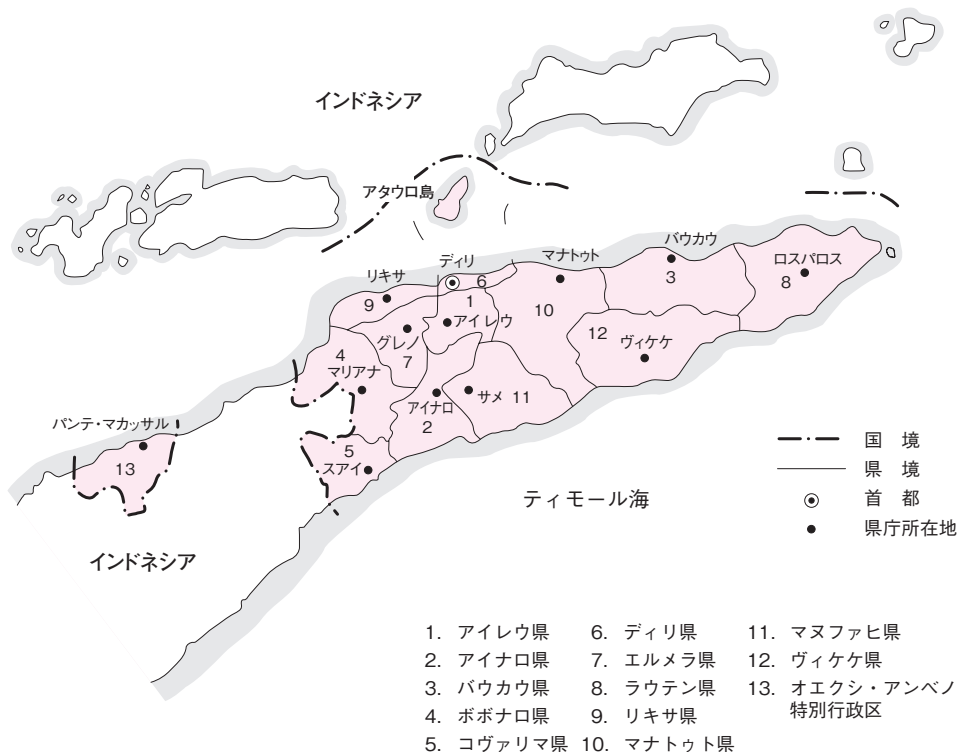 インドネシア
アタウロ島
バウカウ
マナトゥト
ディリ
リキサ
ロスパロス
6
3
8
9
1
10
アイレウ
グレノ
12
ヴィケケ
4
7
マリアナ
サメ 11
アイナロ
2
パンテ・マカッサル
5
スアイ
13
国 境
県 境
首 都
県庁所在地
ティモール海
インドネシア
1. アイレウ県
2. アイナロ県
3. バウカウ県
4. ボボナロ県
5. コヴァリマ県
6. ディリ県
7. エルメラ県
8. ラウテン県
9. リキサ県
10. マナトゥト県
11. マヌファヒ県
12. ヴィケケ県
13. オエクシ・アンベノ
特別行政区